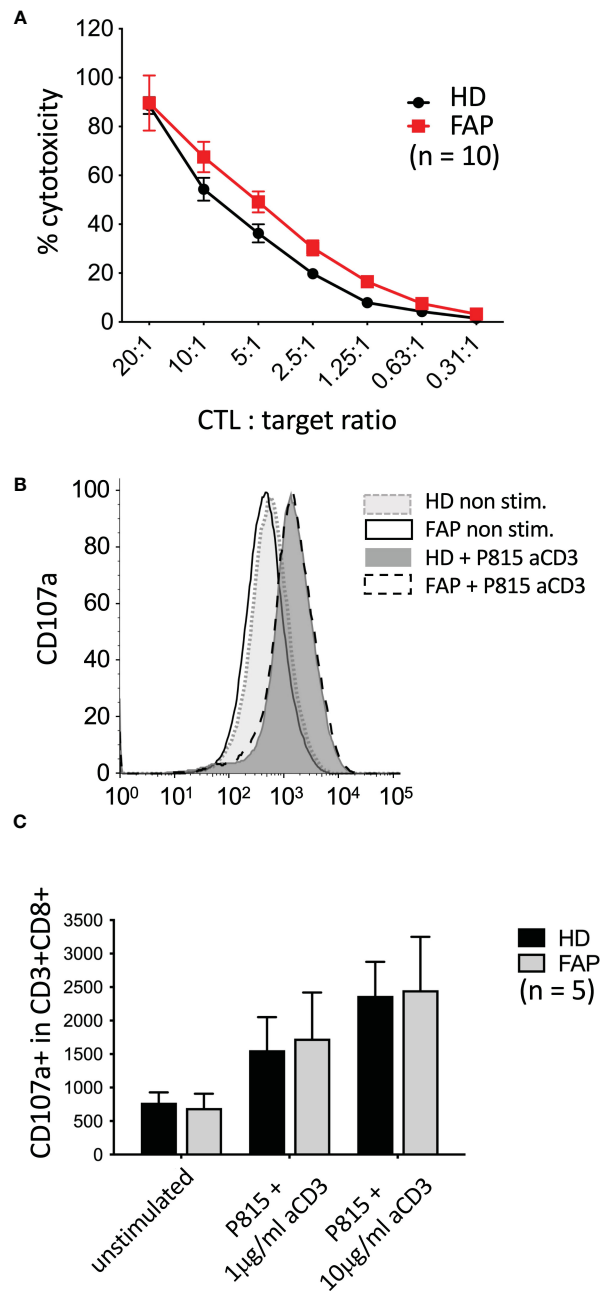 A
120
100
80
60
40
20
0
% cytotoxicity
HD
FAP
(n = 10)
20:1
10:1
5:1
2.5:1
1.25:1
0.63:1
0.31:1
CTL : target ratio
B
100
80
60
40
20
0
CD107a
HD non stim.
FAP non stim.
HD + P815 aCD3
FAP + P815 aCD3
10⁰
10¹
10²
10³
10⁴
10⁵
C
3500
3000
2500
2000
1500
1000
500
0
CD107a+ in CD3+CD8+
HD
FAP
(n = 5)
unstimulated
P815 +
1µg/ml aCD3
P815 +
10µg/ml aCD3